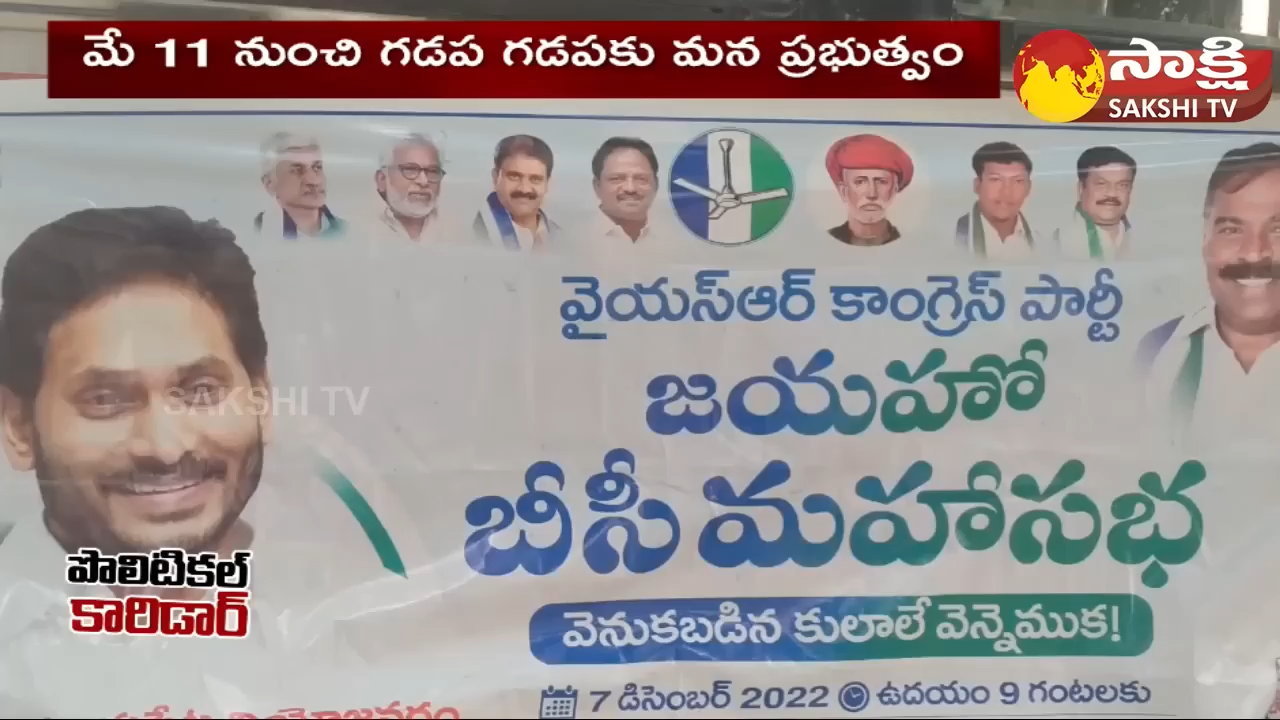 మే 11 నుంచి గడప గడపకు మన ప్రభుత్వం
సాక్షి
SAKSHI TV
వైయస్ఆర్ కాంగ్రెస్ పార్టీ
జయహో
SAKSHI TV
బీసీ మహాసభ
పొలిటికల్
కారిడార్
వెనుకబడిన కులాలే వెన్నెముక!
7 డిసెంబర్ 2022 ఉదయం 9 గంటలకు